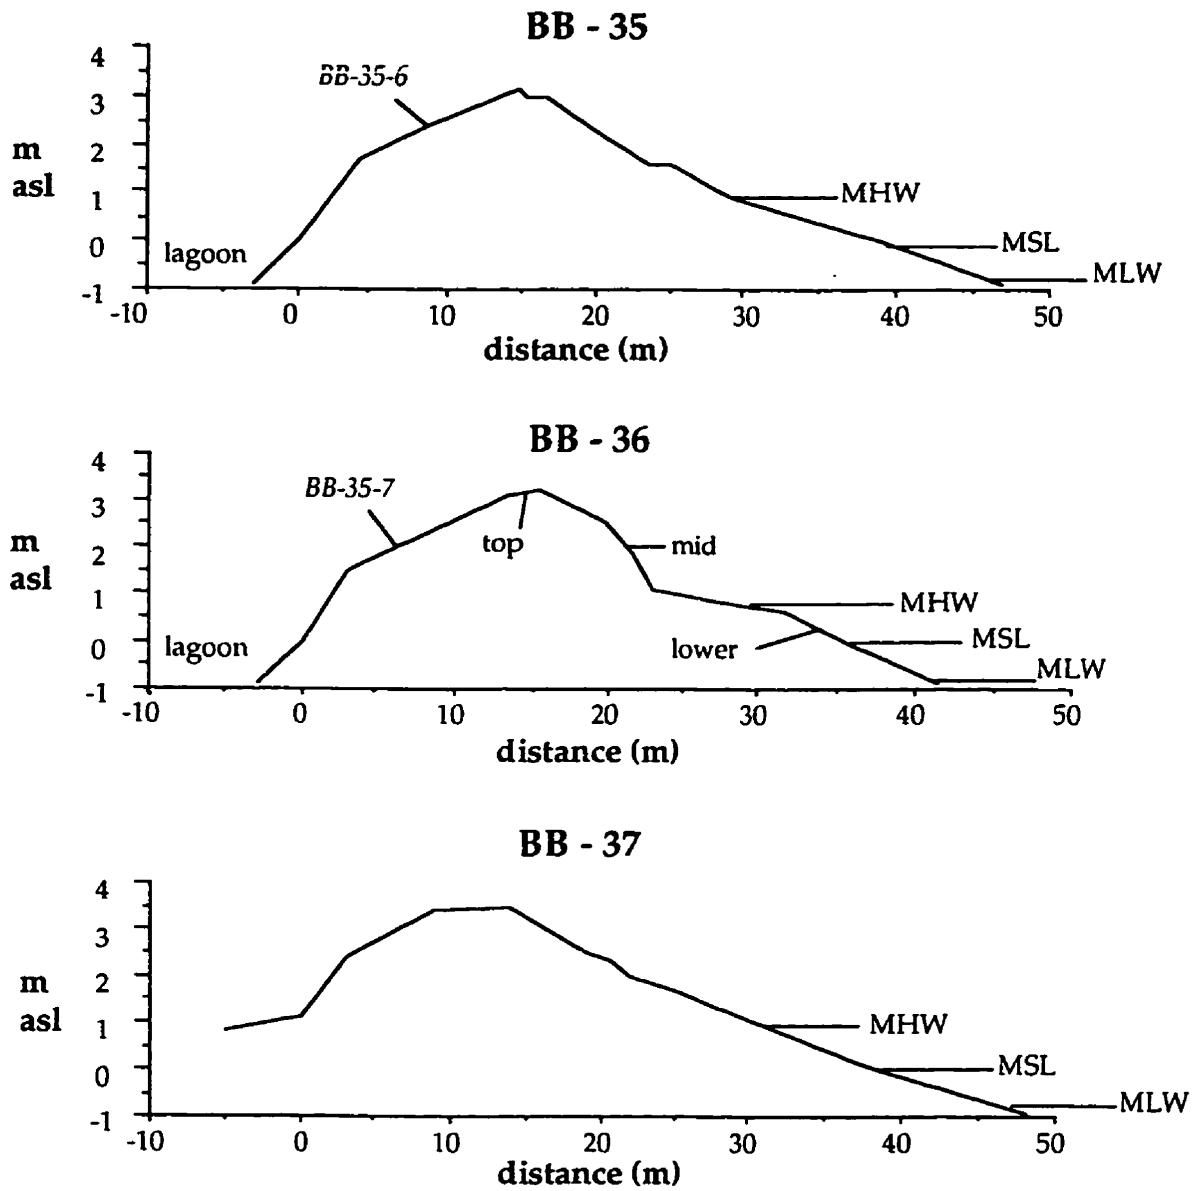 BB - 35
4
BB-35-6
3
m
asl
2
1
MHW
0
lagoon
MSL
MLW
-1
-10 0 10 20 30 40 50
distance (m)
BB - 36
4
BB-35-7
3
top
m
asl
2
mid
1
MHW
0
lagoon
lower
MSL
MLW
-1
-10 0 10 20 30 40 50
distance (m)
BB - 37
4
3
m
asl
2
1
MHW
0
MSL
MLW
-1
-10 0 10 20 30 40 50
distance (m)